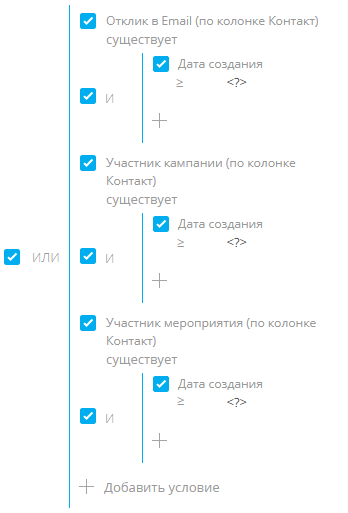 Отклик в Email (по колонке Контакт)
существует
Дата создания
≥ <?>
И
Участник кампании (по колонке
Контакт)
существует
Дата создания
≥ <?>
ИЛИ
И
Участник мероприятия (по колонке
Контакт)
существует
Дата создания
≥ <?>
И
Добавить условие